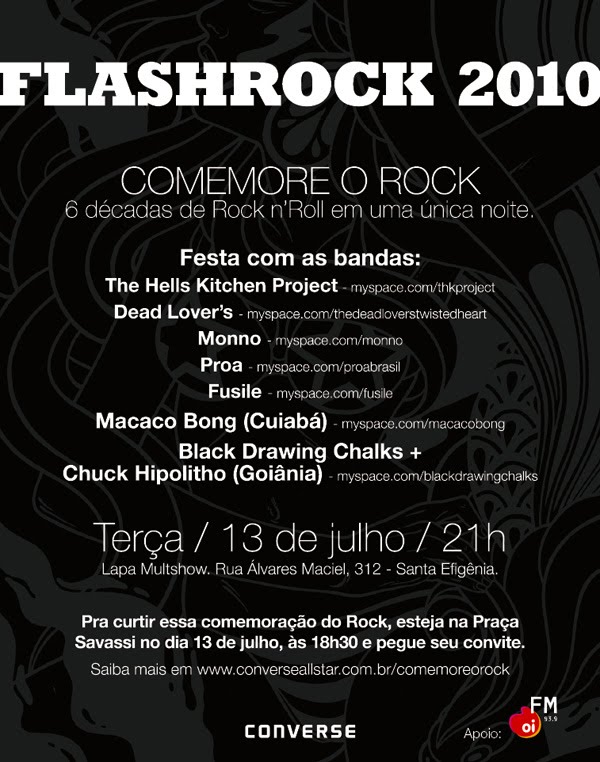 FLASHROCK 2010
COMEMORE O ROCK
6 décadas de Rock n'Roll em uma única noite.
Festa com as bandas:
The Hells Kitchen Project - myspace.com/thkproject
Dead Lover's - myspace.com/thedeadloverstwistedheart
Monno - myspace.com/monno
Proa - myspace.com/proabrasil
Fusile - myspace.com/fusile
Macaco Bong (Cuiabá) - myspace.com/macacobong
Black Drawing Chalks +
Chuck Hipolitho (Goiânia) - myspace.com/blackdrawingchalks
Terça / 13 de julho / 21h
Lapa Multshow. Rua Álvares Maciel, 312 - Santa Efigênia.
Pra curtir essa comemoração do Rock, esteja na Praça
Savassi no dia 13 de julho, às 18h30 e pegue seu convite.
Saiba mais em www.converseallstar.com.br/comemoreorock
CONVERSE
Apoio:
oi
FM
93.9